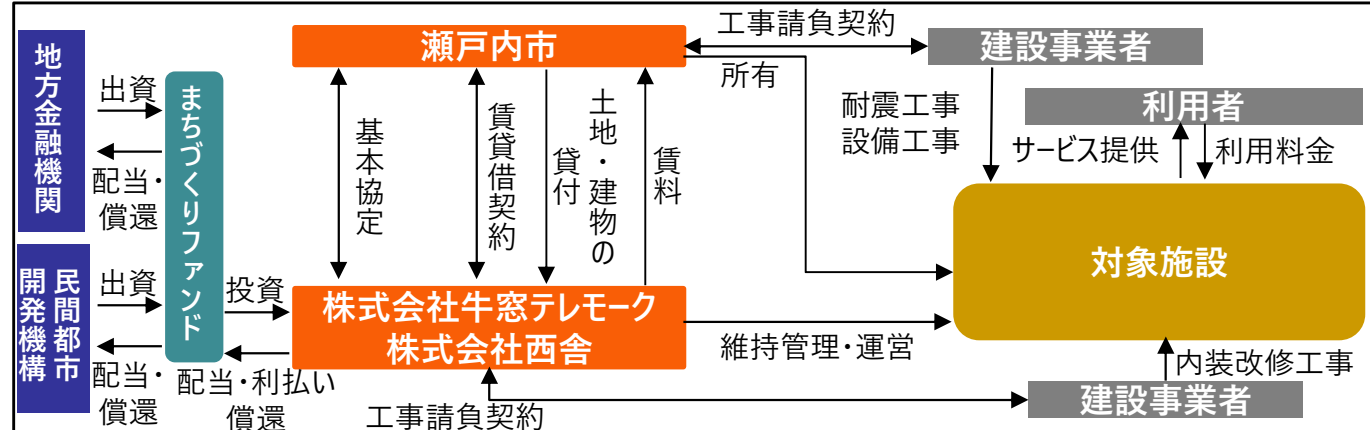 地方金融機関
出資
配当・
償還
民間都市
開発機構
出資
配当・
償還
まちづくりファンド
投資
配当・利払い
償還
瀬戸内市
基本協定
賃貸借契約
土地・建物の
貸付
賃料
株式会社牛窓テレモーク
株式会社西舎
工事請負契約
所有
建設事業者
耐震工事
設備工事
利用者
サービス提供
利用料金
対象施設
維持管理・運営
内装改修工事
建設事業者
工事請負契約